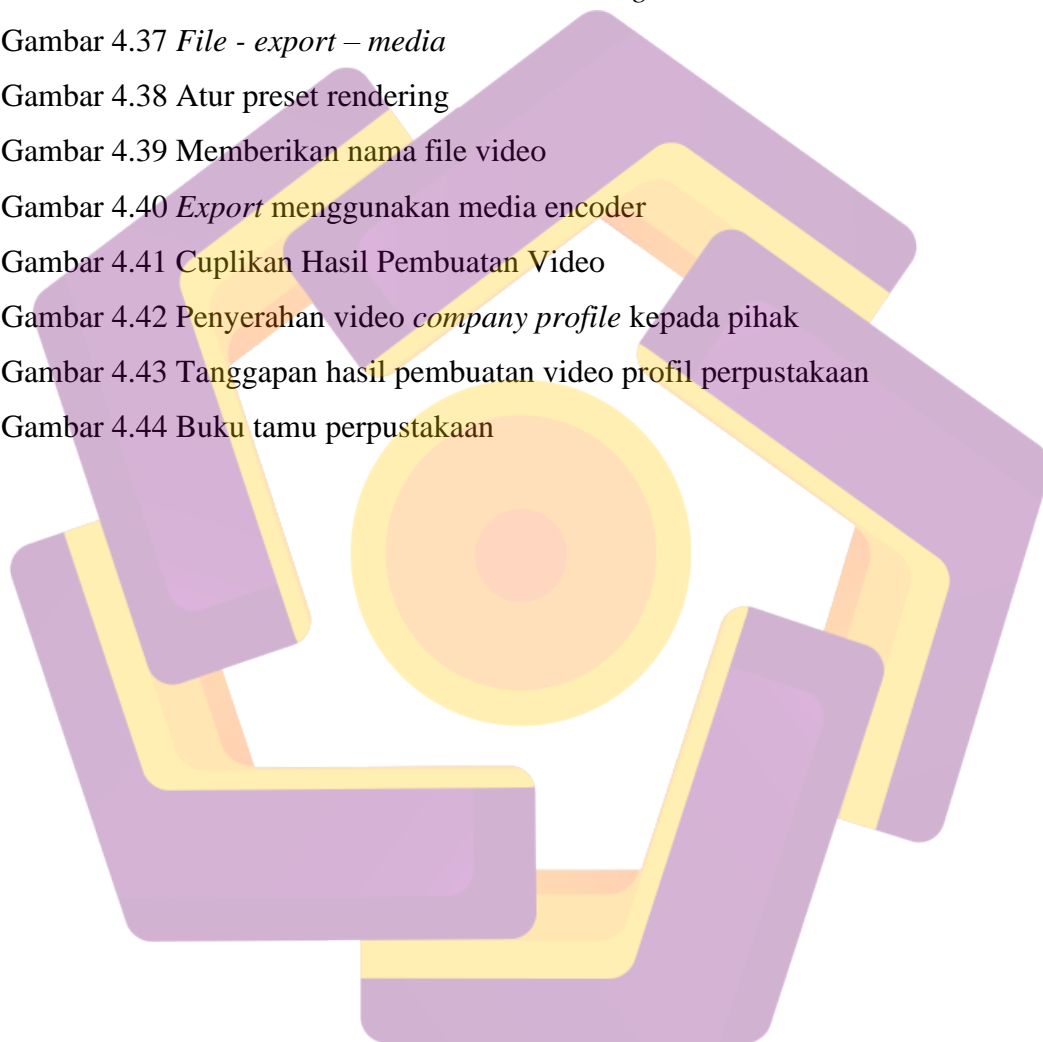 Gambar 4.37 File - export – media
Gambar 4.38 Atur preset rendering
Gambar 4.39 Memberikan nama file video
Gambar 4.40 Export menggunakan media encoder
Gambar 4.41 Cuplikan Hasil Pembuatan Video
Gambar 4.42 Penyerahan video company profile kepada pihak
Gambar 4.43 Tanggapan hasil pembuatan video profil perpustakaan
Gambar 4.44 Buku tamu perpustakaan